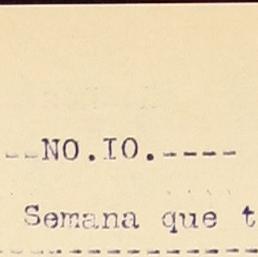 --NO.IO.-----
Semana que t